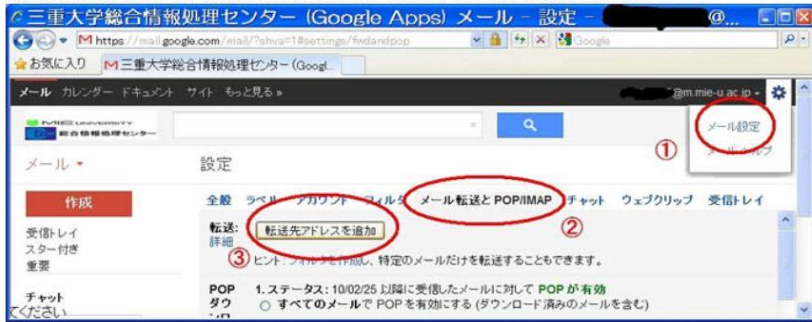 三重大学総合情報処理センター (Google Apps) メール - 設定 - @...
https://mail.google.com/mail/?shva=1#settings/fwdandpop
Google
お気に入り
三重大学総合情報処理センター (Googl...
メール カレンダー ドキュメント サイト もっと見る »
@m.mie-u.ac.jp
MIE UNIVERSITY
総合情報処理センター
メール設定
①
メールヘルプ
メール
設定
作成
全般 ラベル アカウント フィルタ メール転送と POP/IMAP チャット ウェブクリップ 受信トレイ
②
転送:
転送先アドレスを追加
詳細
③
受信トレイ
スター付き
重要
ヒント: フィルタを作成し、特定のメールだけを転送することもできます。
チャット
てください
POP
ダウ
1. ステータス: 10/02/25 以降に受信したメールに対して POP が有効
すべてのメールで POP を有効にする (ダウンロード済みのメールを含む)